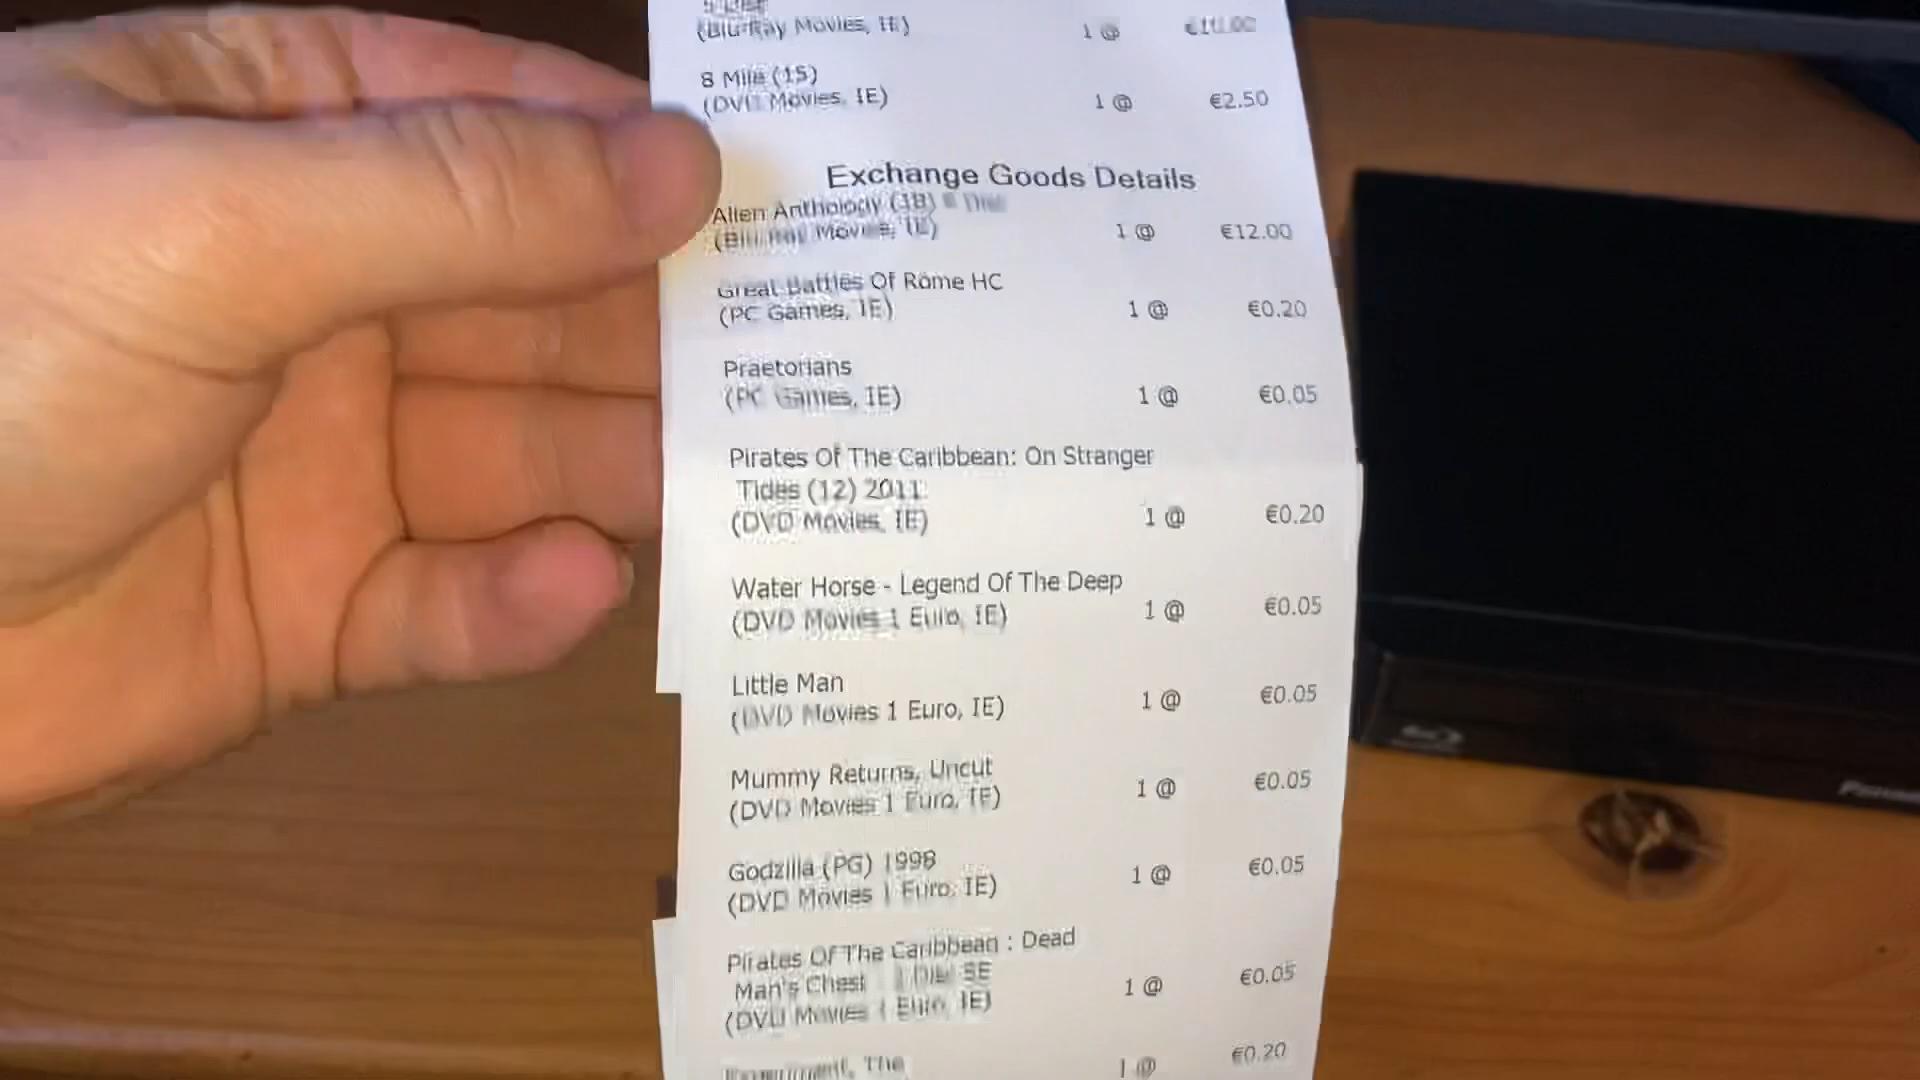 (Blu-Ray Movies, IE) 1 @ €10.00
8 Mile (15)
(DVD Movies, IE) 1 @ €2.50
Exchange Goods Details
Alien Anthology (18)
(Blu-Ray Movies, IE) 1 @ €12.00
Great Battles Of Rome HC
(PC Games, IE) 1 @ €0.20
Praetorians
(PC Games, IE) 1 @ €0.05
Pirates Of The Caribbean: On Stranger
Tides (12) 2011
(DVD Movies, IE) 1 @ €0.20
Water Horse - Legend Of The Deep
(DVD Movies 1 Euro, IE) 1 @ €0.05
Little Man
(DVD Movies 1 Euro, IE) 1 @ €0.05
Mummy Returns, Uncut
(DVD Movies 1 Euro, IE) 1 @ €0.05
Godzilla (PG) 1998
(DVD Movies 1 Euro, IE) 1 @ €0.05
Pirates Of The Caribbean : Dead
Man's Chest SE
(DVD Movies 1 Euro, IE) 1 @ €0.05
The 1 @ €0.20